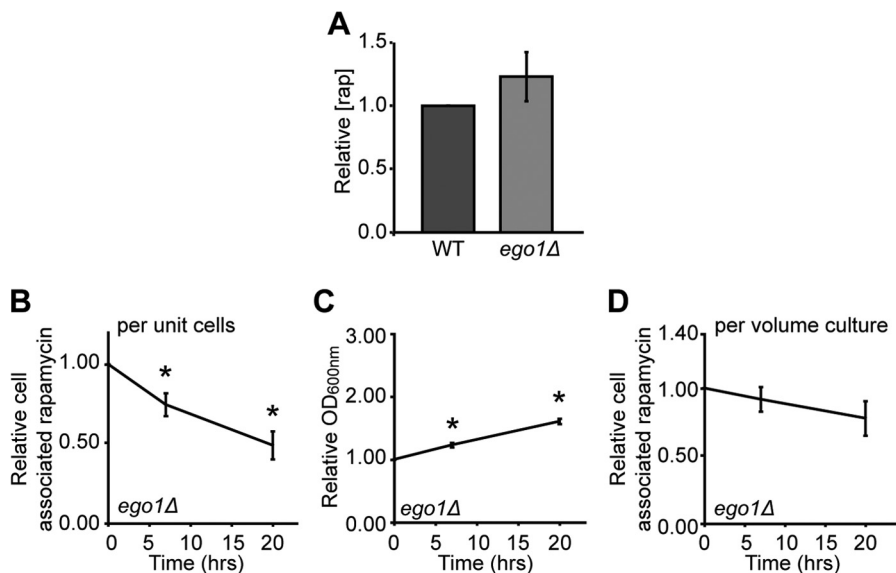 A
Relative [rap]
1.5
1.0
0.5
0.0
WT
ego1Δ
B
per unit cells
Relative cell
associated rapamycin
1.00
0.50
0.00
*
*
ego1Δ
0 5 10 15 20
Time (hrs)
C
Relative OD600nm
3.00
2.00
1.00
0.00
*
*
ego1Δ
0 5 10 15 20
Time (hrs)
D
per volume culture
Relative cell
associated rapamycin
1.40
1.00
0.50
0.00
ego1Δ
0 5 10 15 20
Time (hrs)